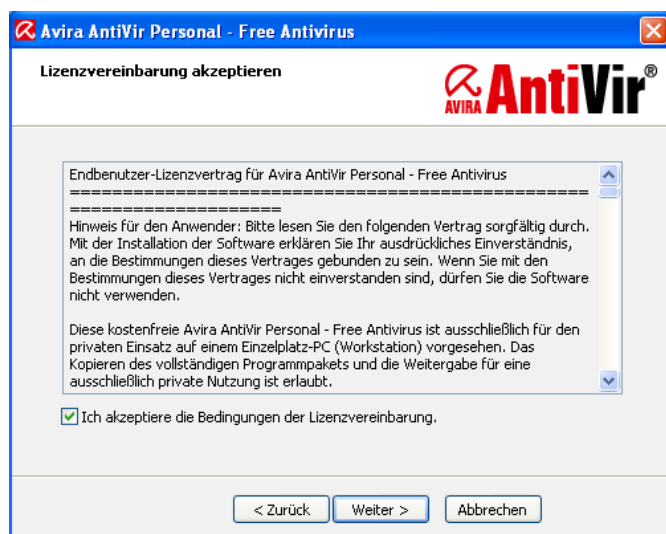 Avira AntiVir Personal - Free Antivirus
Lizenzvereinbarung akzeptieren
AVIRA AntiVir®
Endbenutzer-Lizenzvertrag für Avira AntiVir Personal - Free Antivirus
=================================================
====================
Hinweis für den Anwender: Bitte lesen Sie den folgenden Vertrag sorgfältig durch.
Mit der Installation der Software erklären Sie Ihr ausdrückliches Einverständnis,
an die Bestimmungen dieses Vertrages gebunden zu sein. Wenn Sie mit den
Bestimmungen dieses Vertrages nicht einverstanden sind, dürfen Sie die Software
nicht verwenden.
Diese kostenfreie Avira AntiVir Personal - Free Antivirus ist ausschließlich für den
privaten Einsatz auf einem Einzelplatz-PC (Workstation) vorgesehen. Das
Kopieren des vollständigen Programmpakets und die Weitergabe für eine
ausschließlich private Nutzung ist erlaubt.
Ich akzeptiere die Bedingungen der Lizenzvereinbarung.
< Zurück Weiter > Abbrechen